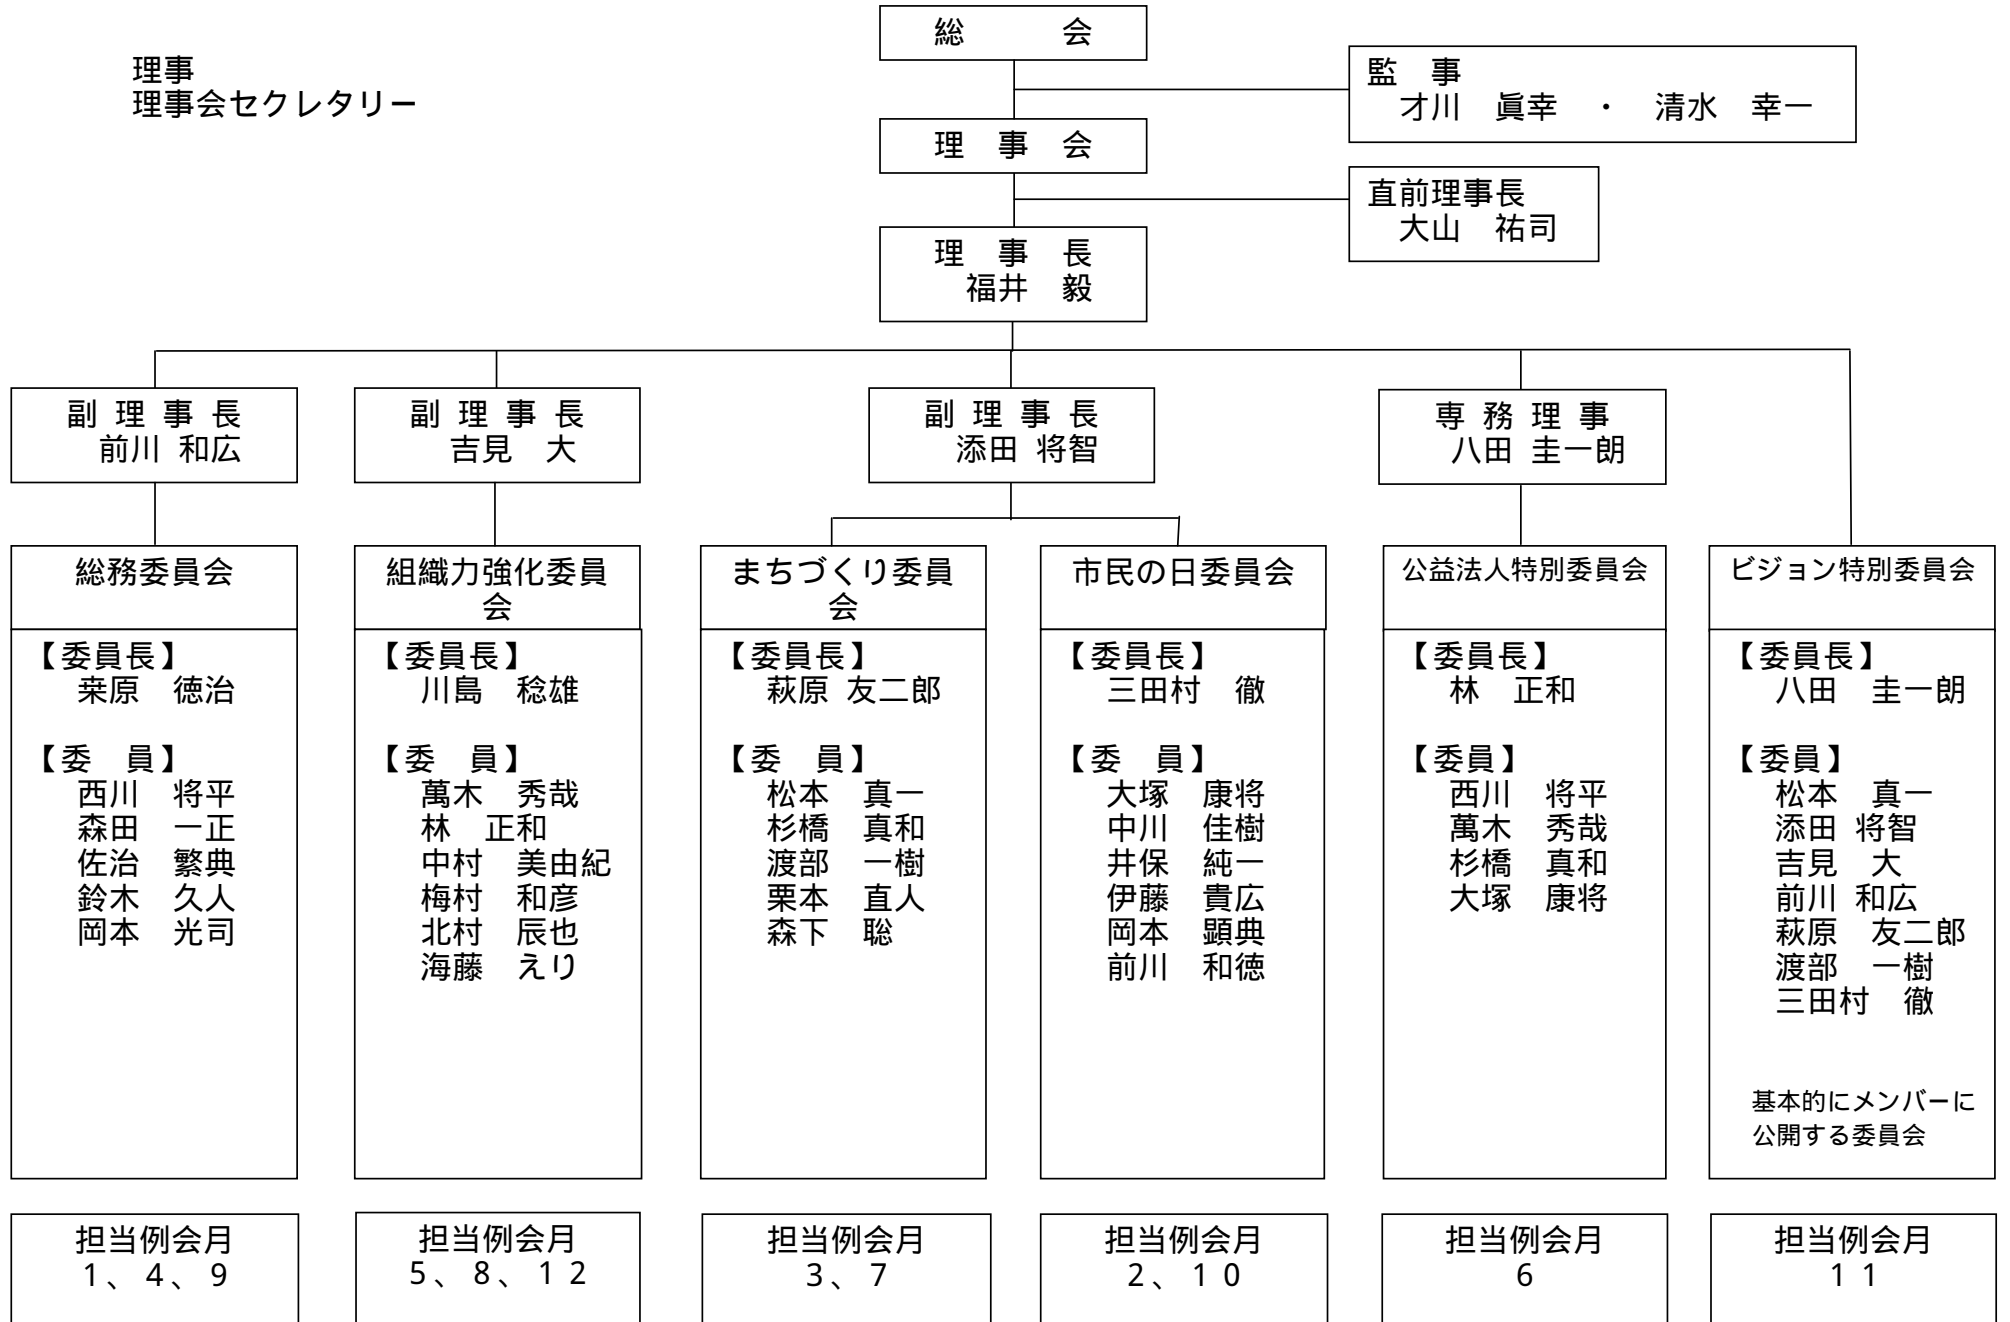 総　　　会
理事
理事会セクレタリー
監　事
才川　眞幸　・　清水　幸一
理　事　会
直前理事長
大山　祐司
理　事　長
福井　毅
副 理 事 長
前川 和広
副 理 事 長
吉見　大
副 理 事 長
添田 将智
専 務 理 事
八田 圭一朗
総務委員会
【委員長】
来原　徳治
【委　員】
西川　将平
森田　一正
佐治　繁典
鈴木　久人
岡本　光司
担当例会月
１、４、９
組織力強化委員
会
【委員長】
川島　稔雄
【委　員】
萬木　秀哉
林　正和
中村　美由紀
梅村　和彦
北村　辰也
海藤　えり
担当例会月
５、８、１２
まちづくり委員
会
【委員長】
萩原 友二郎
【委　員】
松本　真一
杉橋　真和
渡部　一樹
栗本　直人
森下　聡
担当例会月
３、７
市民の日委員会
【委員長】
三田村　徹
【委　員】
大塚　康将
中川　佳樹
井保　純一
伊藤　貴広
岡本　顕典
前川　和徳
担当例会月
２、１０
公益法人特別委員会
【委員長】
林　正和
【委員】
西川　将平
萬木　秀哉
杉橋　真和
大塚　康将
担当例会月
６
ビジョン特別委員会
【委員長】
八田　圭一朗
【委員】
松本　真一
添田 将智
吉見　大
前川 和広
萩原　友二郎
渡部　一樹
三田村　徹
基本的にメンバーに
公開する委員会
担当例会月
１１